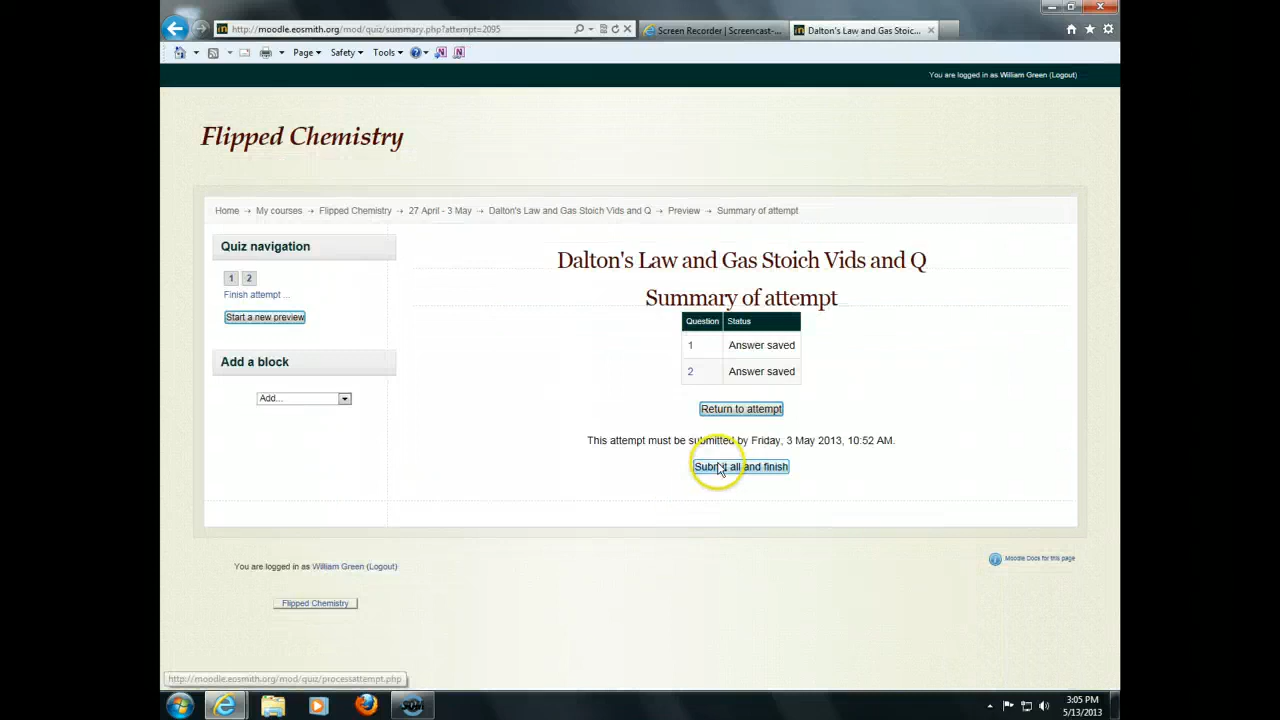 http://moodle.eosmith.org/mod/quiz/summary.php?attempt=2095
Screen Recorder | Screencast-...
Dalton's Law and Gas Stoic...
Page
Safety
Tools
You are logged in as William Green (Logout)
Flipped Chemistry
Home → My courses → Flipped Chemistry → 27 April - 3 May → Dalton's Law and Gas Stoich Vids and Q → Preview → Summary of attempt
Quiz navigation
1 2
Finish attempt ...
Start a new preview
Add a block
Add...
Dalton's Law and Gas Stoich Vids and Q
Summary of attempt
Question Status
1 Answer saved
2 Answer saved
Return to attempt
This attempt must be submitted by Friday, 3 May 2013, 10:52 AM.
Submit all and finish
You are logged in as William Green (Logout)
Moodle Docs for this page
Flipped Chemistry
http://moodle.eosmith.org/mod/quiz/processattempt.php
3:05 PM
5/13/2013